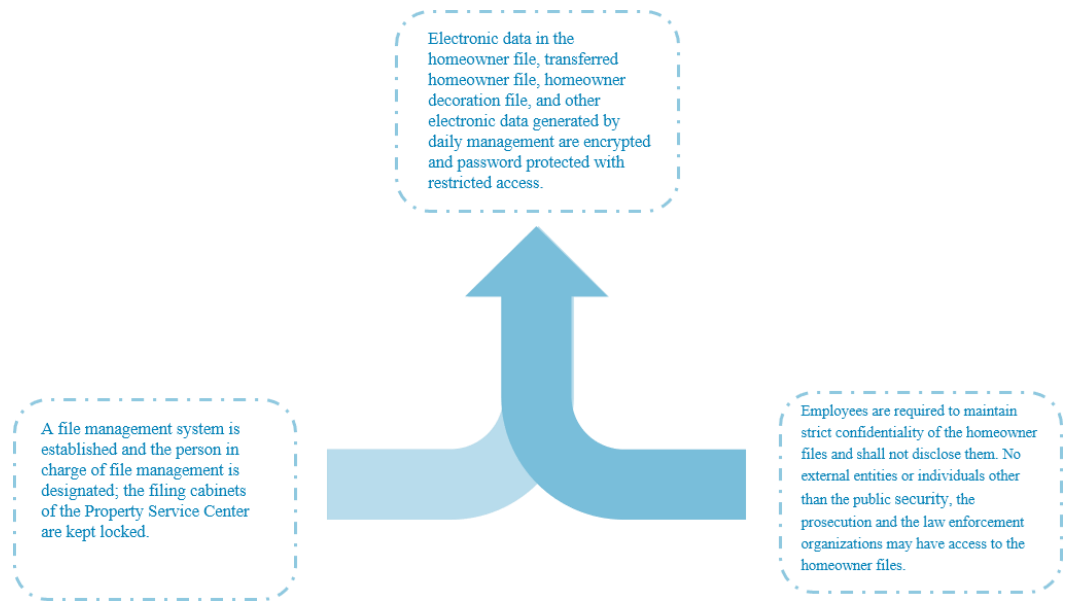 Electronic data in the
homeowner file, transferred
homeowner file, homeowner
decoration file, and other
electronic data generated by
daily management are encrypted
and password protected with
restricted access.
A file management system is
established and the person in
charge of file management is
designated; the filing cabinets
of the Property Service Center
are kept locked.
Employees are required to maintain
strict confidentiality of the homeowner
files and shall not disclose them. No
external entities or individuals other
than the public security, the
prosecution and the law enforcement
organizations may have access to the
homeowner files.